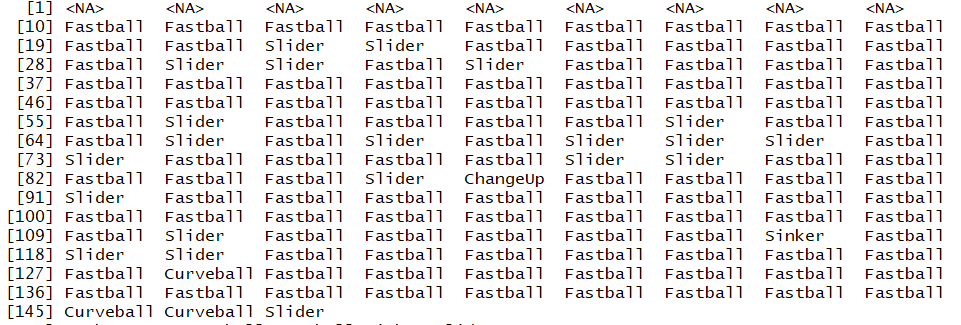 [1] <NA> <NA> <NA> <NA> <NA> <NA> <NA> <NA> <NA>
[10] Fastball Fastball Fastball Fastball Fastball Fastball Fastball Fastball Fastball
[19] Fastball Fastball Slider Slider Fastball Fastball Fastball Fastball Fastball
[28] Fastball Slider Slider Fastball Slider Fastball Fastball Fastball Fastball
[37] Fastball Fastball Fastball Fastball Fastball Fastball Fastball Fastball Fastball
[46] Fastball Fastball Fastball Fastball Fastball Fastball Fastball Fastball Fastball
[55] Fastball Slider Fastball Fastball Fastball Fastball Slider Fastball Fastball
[64] Fastball Slider Fastball Slider Fastball Slider Slider Slider Fastball
[73] Slider Fastball Fastball Fastball Fastball Slider Slider Fastball Fastball
[82] Fastball Fastball Fastball Slider ChangeUp Fastball Fastball Fastball Fastball
[91] Slider Fastball Fastball Fastball Fastball Fastball Fastball Fastball Fastball
[100] Fastball Fastball Fastball Fastball Fastball Fastball Fastball Fastball Fastball
[109] Fastball Slider Fastball Fastball Fastball Fastball Fastball Sinker Fastball
[118] Slider Slider Fastball Fastball Fastball Fastball Fastball Fastball Fastball
[127] Fastball Curveball Fastball Fastball Fastball Fastball Fastball Fastball Fastball
[136] Fastball Fastball Fastball Fastball Fastball Fastball Fastball Fastball Fastball
[145] Curveball Curveball Slider